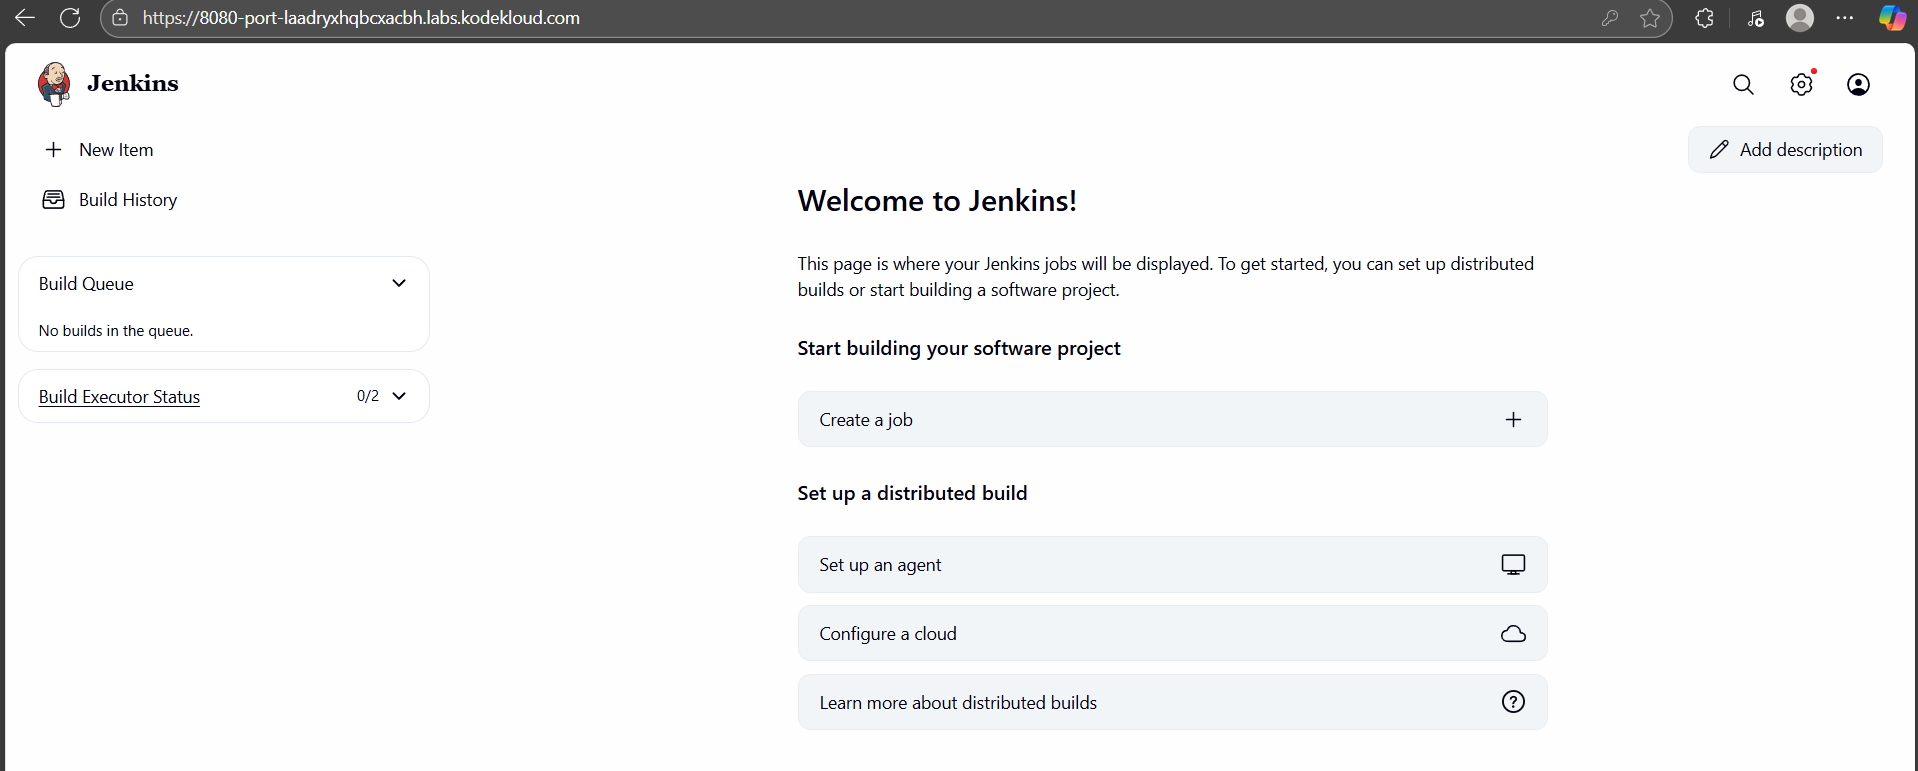 https://8080-port-laadryxhqbcxacbh.labs.kodekloud.com
Jenkins
New Item
Add description
Build History
Welcome to Jenkins!
This page is where your Jenkins jobs will be displayed. To get started, you can set up distributed
builds or start building a software project.
Build Queue
No builds in the queue.
Start building your software project
Build Executor Status 0/2
Create a job
Set up a distributed build
Set up an agent
Configure a cloud
Learn more about distributed builds